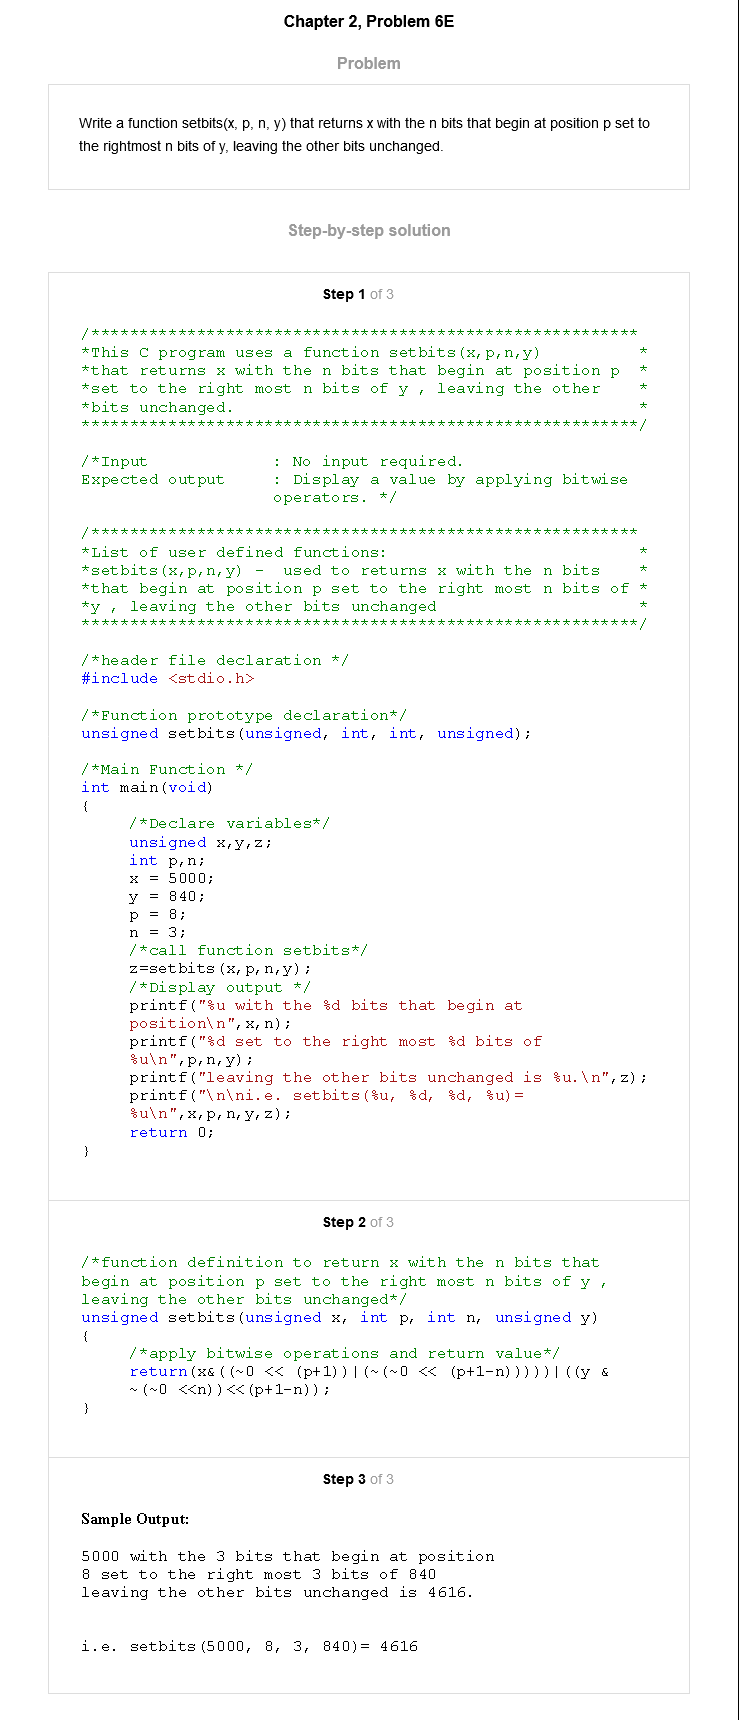 Chapter 2, Problem 6E
Problem
Write a function setbits(x, p, n, y) that returns x with the n bits that begin at position p set to
the rightmost n bits of y, leaving the other bits unchanged.
Step-by-step solution
Step 1 of 3
/*********************************************************
*This C program uses a function setbits(x,p,n,y) *
*that returns x with the n bits that begin at position p *
*set to the right most n bits of y , leaving the other *
*bits unchanged. *
**********************************************************/
/*Input : No input required.
Expected output : Display a value by applying bitwise
operators. */
/*********************************************************
*List of user defined functions: *
*setbits(x,p,n,y) - used to returns x with the n bits *
*that begin at position p set to the right most n bits of *
*y , leaving the other bits unchanged *
**********************************************************/
/*header file declaration */
#include <stdio.h>
/*Function prototype declaration*/
unsigned setbits(unsigned, int, int, unsigned);
/*Main Function */
int main(void)
{
/*Declare variables*/
unsigned x,y,z;
int p,n;
x = 5000;
y = 840;
p = 8;
n = 3;
/*call function setbits*/
z=setbits(x,p,n,y);
/*Display output */
printf("%u with the %d bits that begin at
position\n",x,n);
printf("%d set to the right most %d bits of
%u\n",p,n,y);
printf("leaving the other bits unchanged is %u.\n",z);
printf("\n\ni.e. setbits(%u, %d, %d, %u)=
%u\n",x,p,n,y,z);
return 0;
}
Step 2 of 3
/*function definition to return x with the n bits that
begin at position p set to the right most n bits of y ,
leaving the other bits unchanged*/
unsigned setbits(unsigned x, int p, int n, unsigned y)
{
/*apply bitwise operations and return value*/
return(x&((~0 << (p+1))|(~(~0 << (p+1-n)))))|((y &
~(~0 <<n))<<(p+1-n));
}
Step 3 of 3
Sample Output:
5000 with the 3 bits that begin at position
8 set to the right most 3 bits of 840
leaving the other bits unchanged is 4616.
i.e. setbits(5000, 8, 3, 840)= 4616